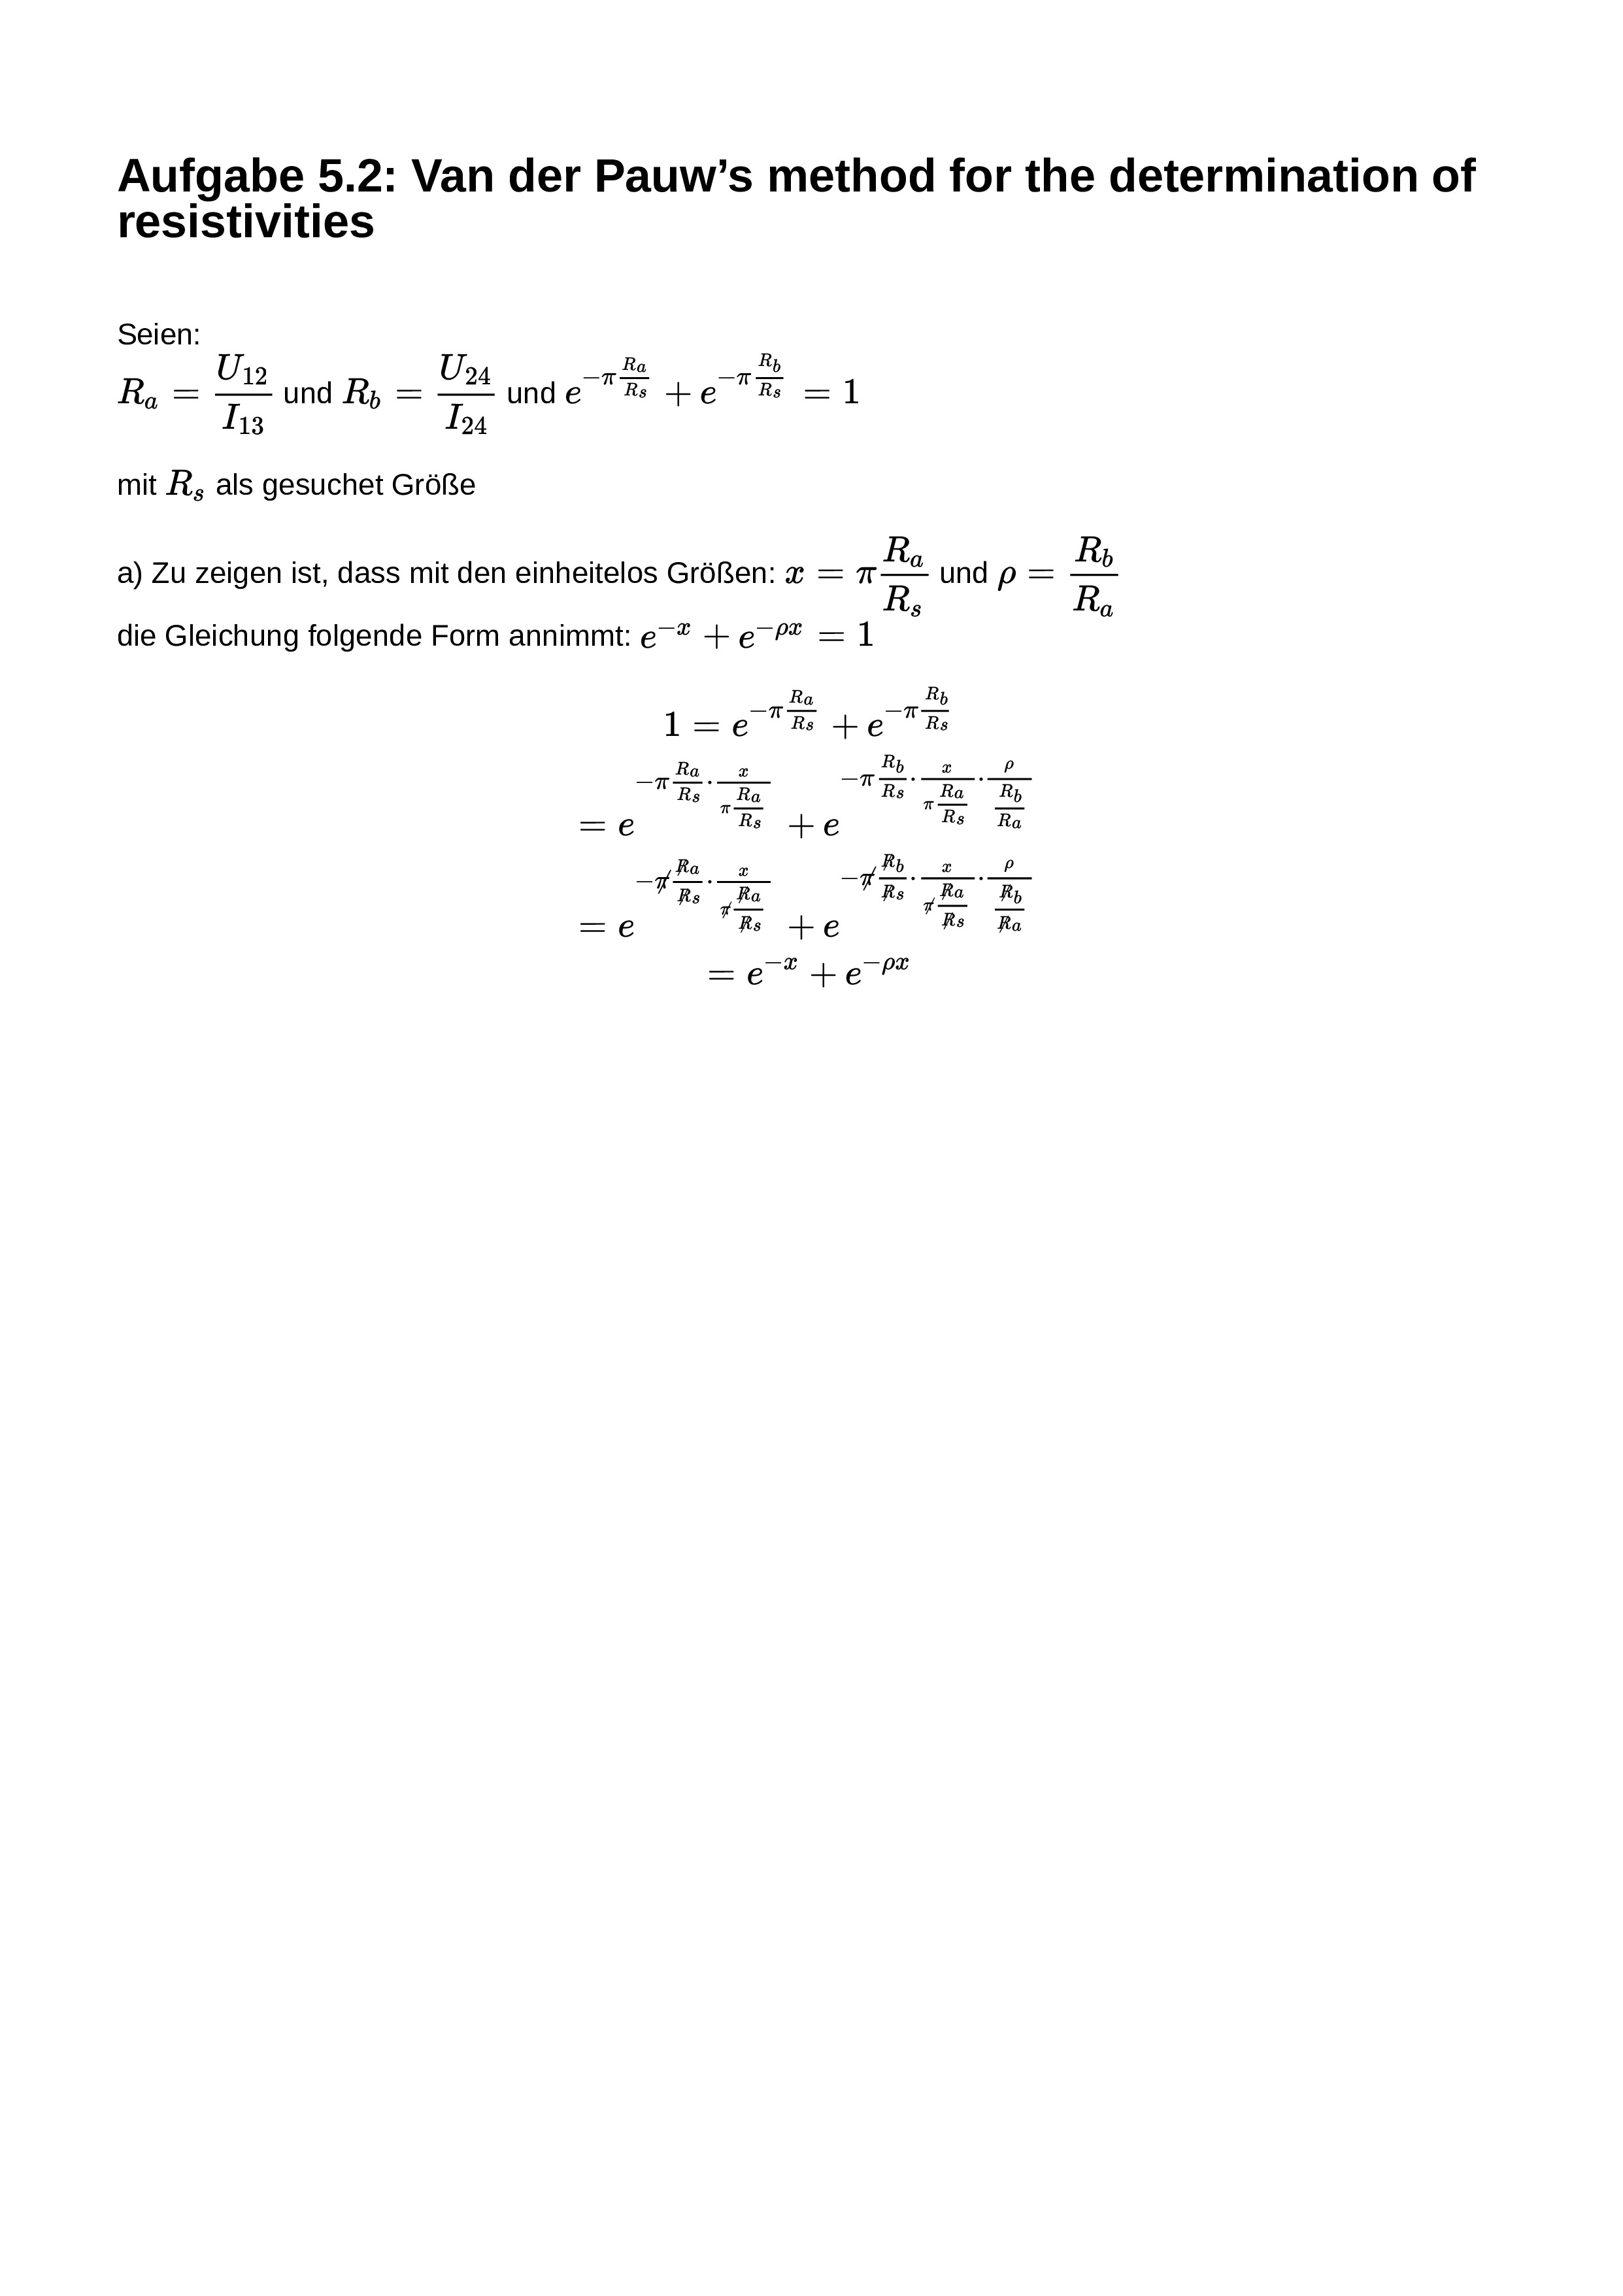 Aufgabe 5.2: Van der Pauw’s method for the determination of
resistivities
Seien:
$R_a = \frac{U_{12}}{I_{13}}$ und $R_b = \frac{U_{24}}{I_{24}}$ und $e^{-\pi \frac{R_a}{R_s}} + e^{-\pi \frac{R_b}{R_s}} = 1$
mit $R_s$ als gesuchet Größe
a) Zu zeigen ist, dass mit den einheitelos Größen: $x = \pi \frac{R_a}{R_s}$ und $\rho = \frac{R_b}{R_a}$
die Gleichung folgende Form annimmt: $e^{-x} + e^{-\rho x} = 1$
$1 = e^{-\pi \frac{R_a}{R_s}} + e^{-\pi \frac{R_b}{R_s}}$
$= e^{-\pi \frac{R_a}{R_s} \cdot \frac{x}{\pi \frac{R_a}{R_s}}} + e^{-\pi \frac{R_b}{R_s} \cdot \frac{x}{\pi \frac{R_a}{R_s}} \cdot \frac{\rho}{\frac{R_b}{R_a}}}$
$= e^{-\not{\pi} \frac{\not{R}_a}{\not{R}_s} \cdot \frac{x}{\not{\pi} \frac{\not{R}_a}{\not{R}_s}}} + e^{-\not{\pi} \frac{\not{R}_b}{\not{R}_s} \cdot \frac{x}{\not{\pi} \frac{\not{R}_a}{\not{R}_s}} \cdot \frac{\rho}{\frac{\not{R}_b}{\not{R}_a}}}$
$= e^{-x} + e^{-\rho x}$